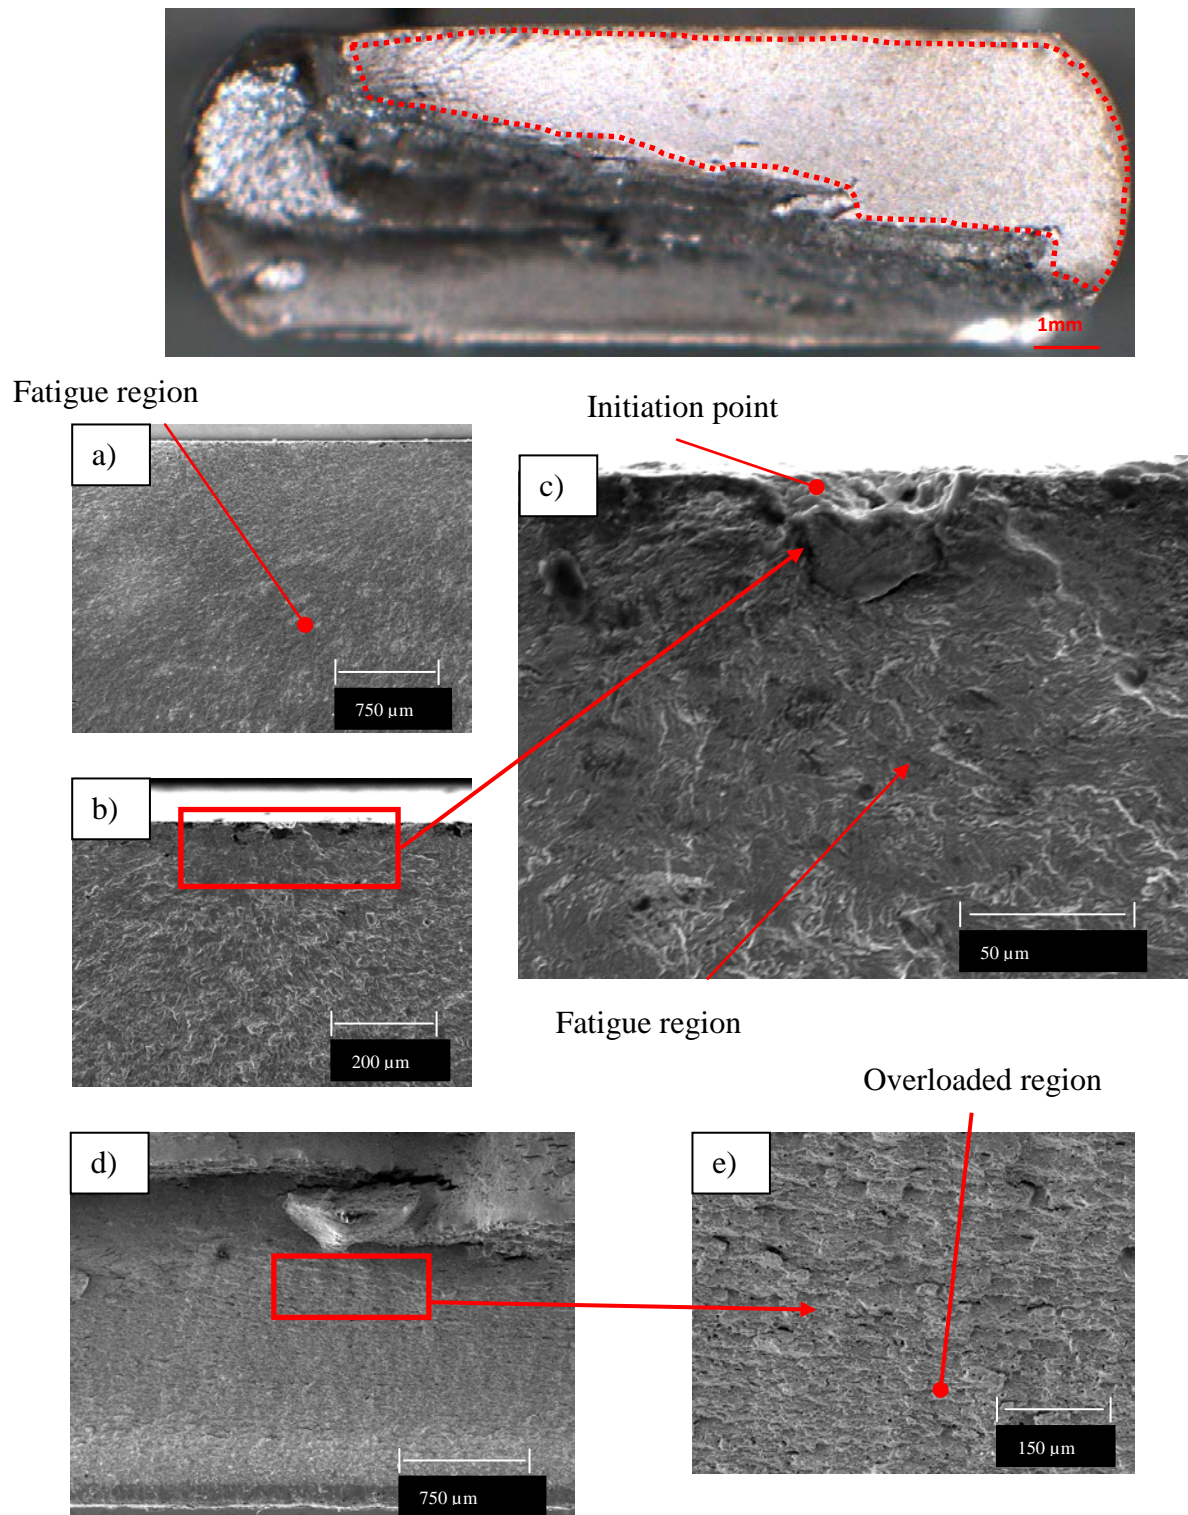 1mm
Fatigue region
Initiation point
a)
c)
750 µm
b)
50 µm
200 µm
Fatigue region
Overloaded region
d)
e)
750 µm
150 µm